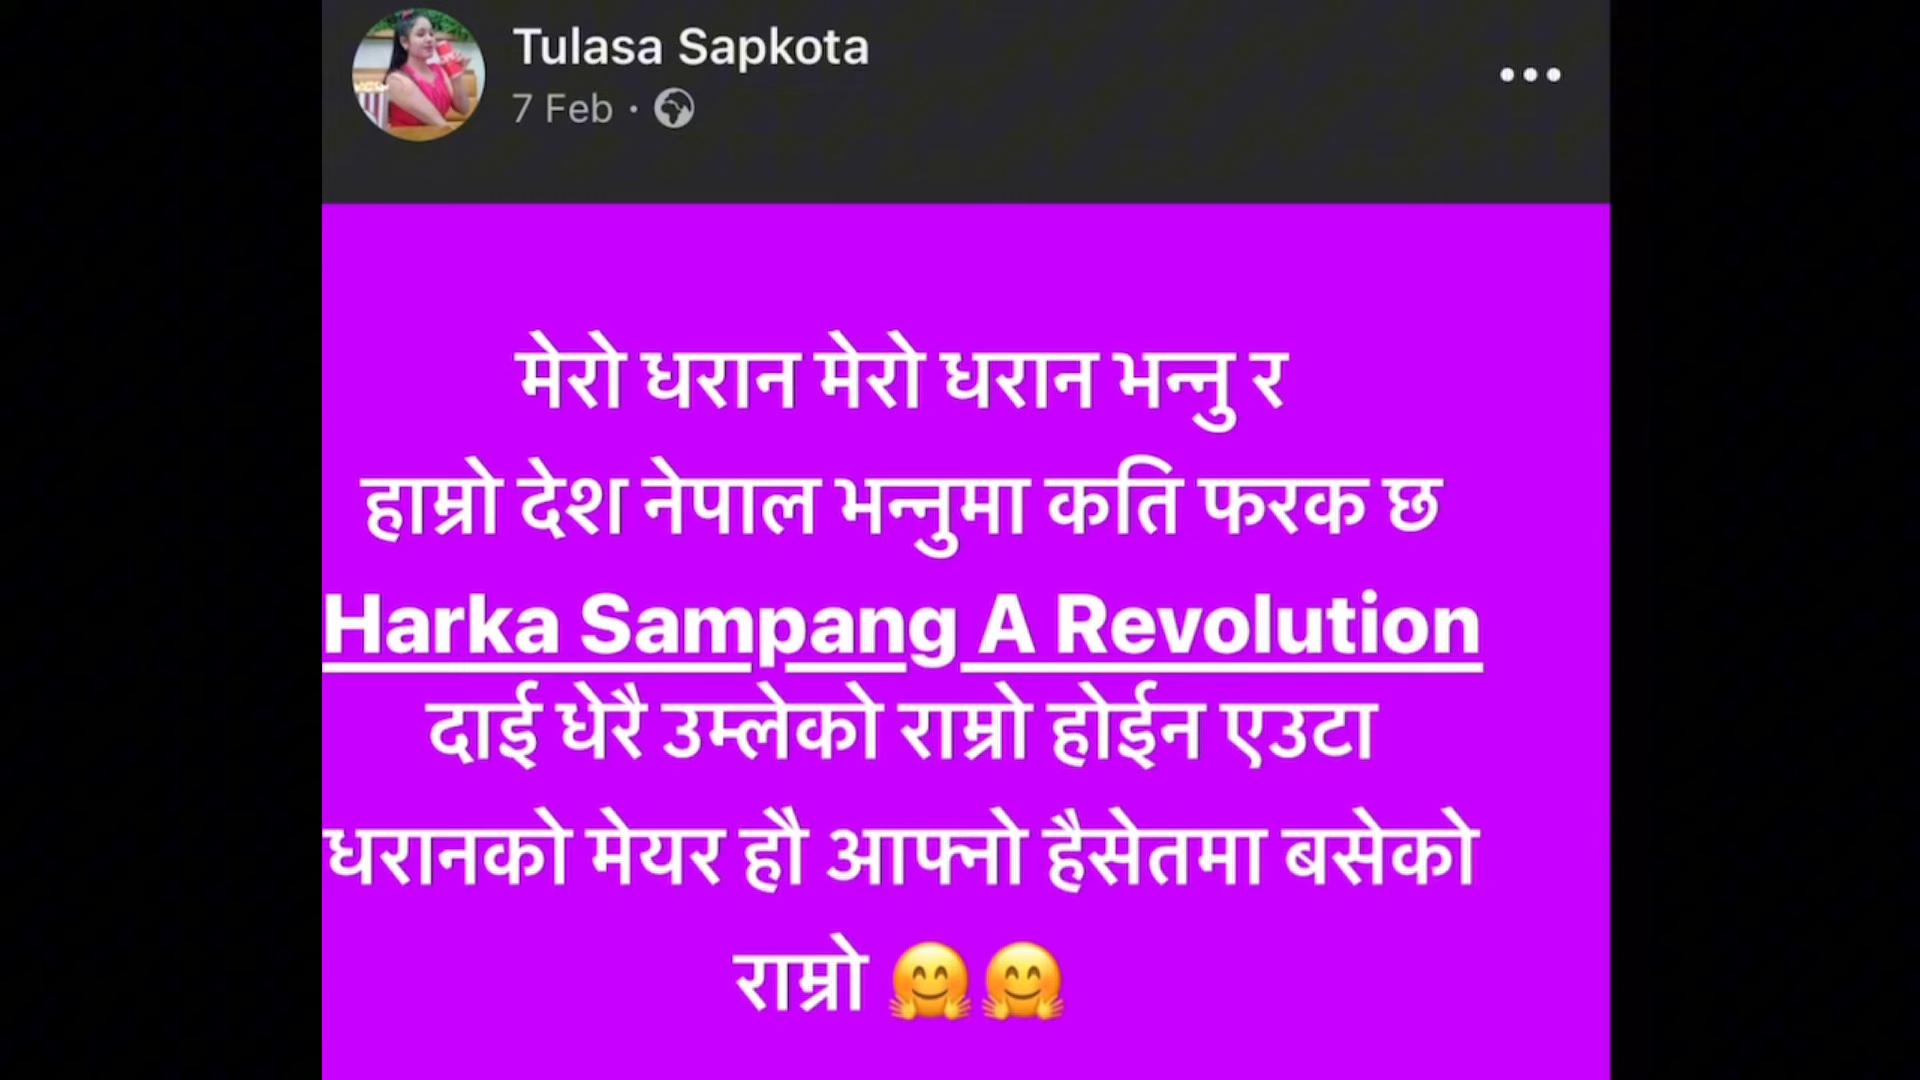 Tulasa Sapkota
7 Feb ·
मेरो धरान मेरो धरान भन्नु र
हाम्रो देश नेपाल भन्नुमा कति फरक छ
Harka Sampang A Revolution
दाई धेरै उम्लेको राम्रो होईन एउटा
धरानको मेयर हौ आफ्नो हैसेतमा बसेको
राम्रो 🤗🤗